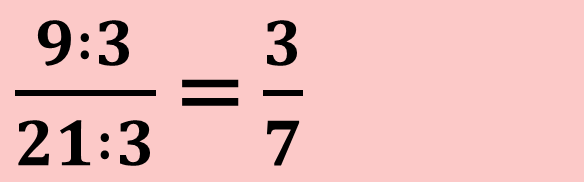 9:3 / 21:3 = 3 / 7